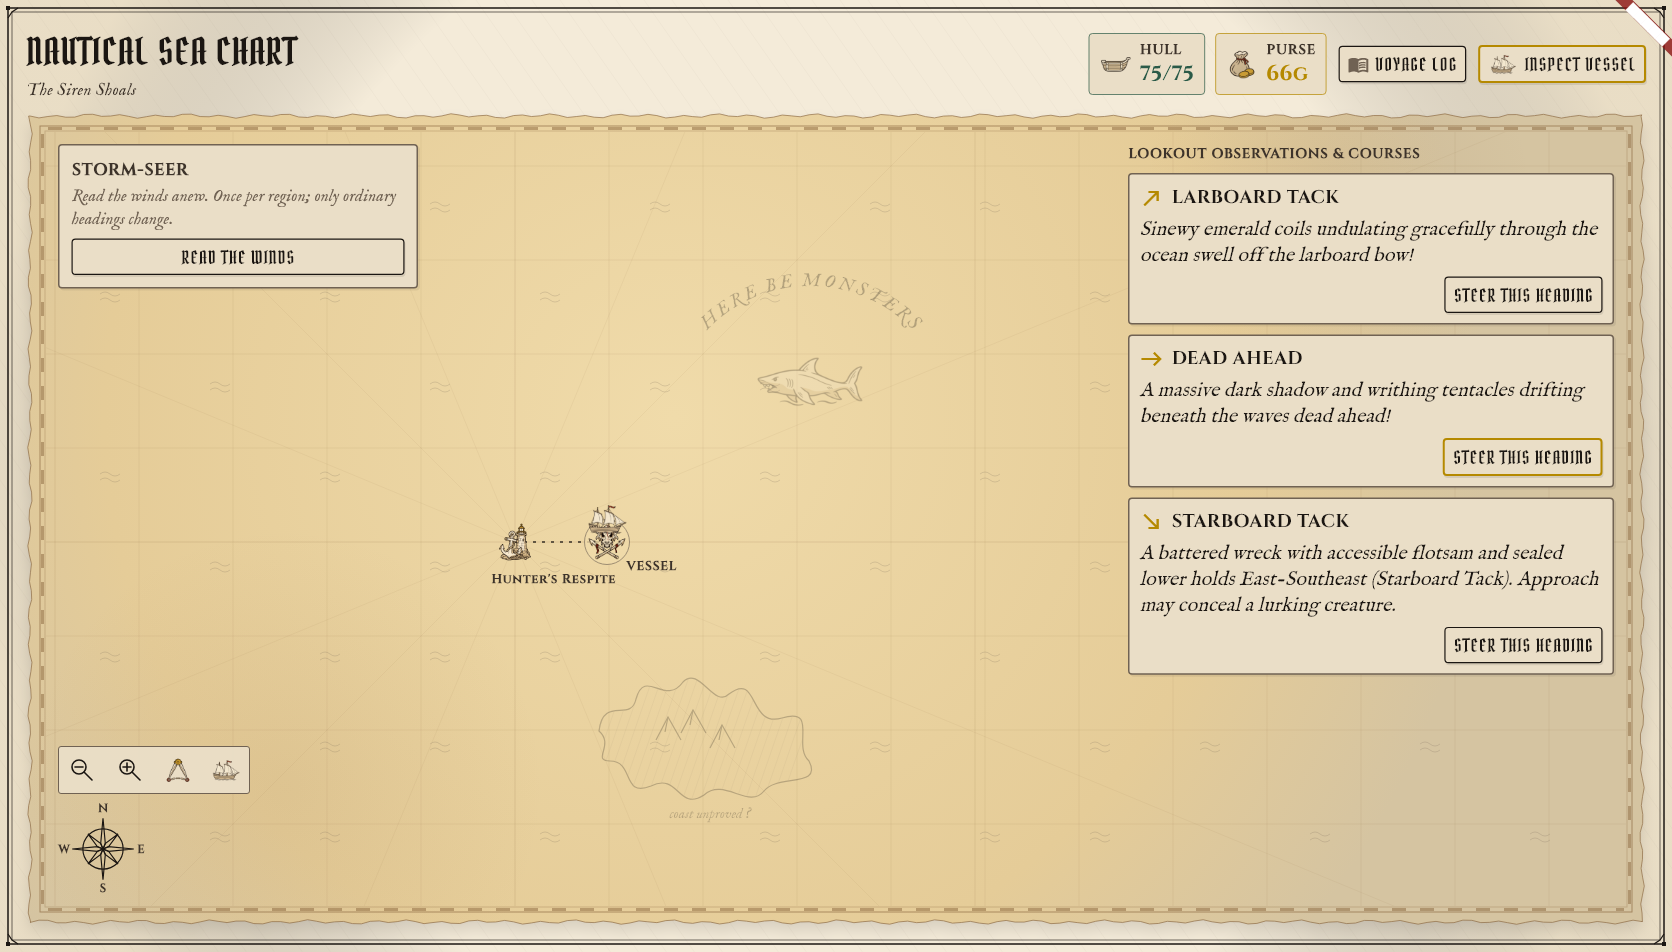 NAUTICAL SEA CHART
The Siren Shoals
HULL
75/75
PURSE
66G
VOYAGE LOG
INSPECT VESSEL
STORM-SEER
Read the winds anew. Once per region; only ordinary
headings change.
READ THE WINDS
LOOKOUT OBSERVATIONS & COURSES
LARBOARD TACK
Sinewy emerald coils undulating gracefully through the
ocean swell off the larboard bow!
STEER THIS HEADING
DEAD AHEAD
A massive dark shadow and writhing tentacles drifting
beneath the waves dead ahead!
STEER THIS HEADING
STARBOARD TACK
A battered wreck with accessible flotsam and sealed
lower holds East-Southeast (Starboard Tack). Approach
may conceal a lurking creature.
STEER THIS HEADING
HERE BE MONSTERS
VESSEL
HUNTER'S RESPITE
coast unproved ?
N
W
E
S